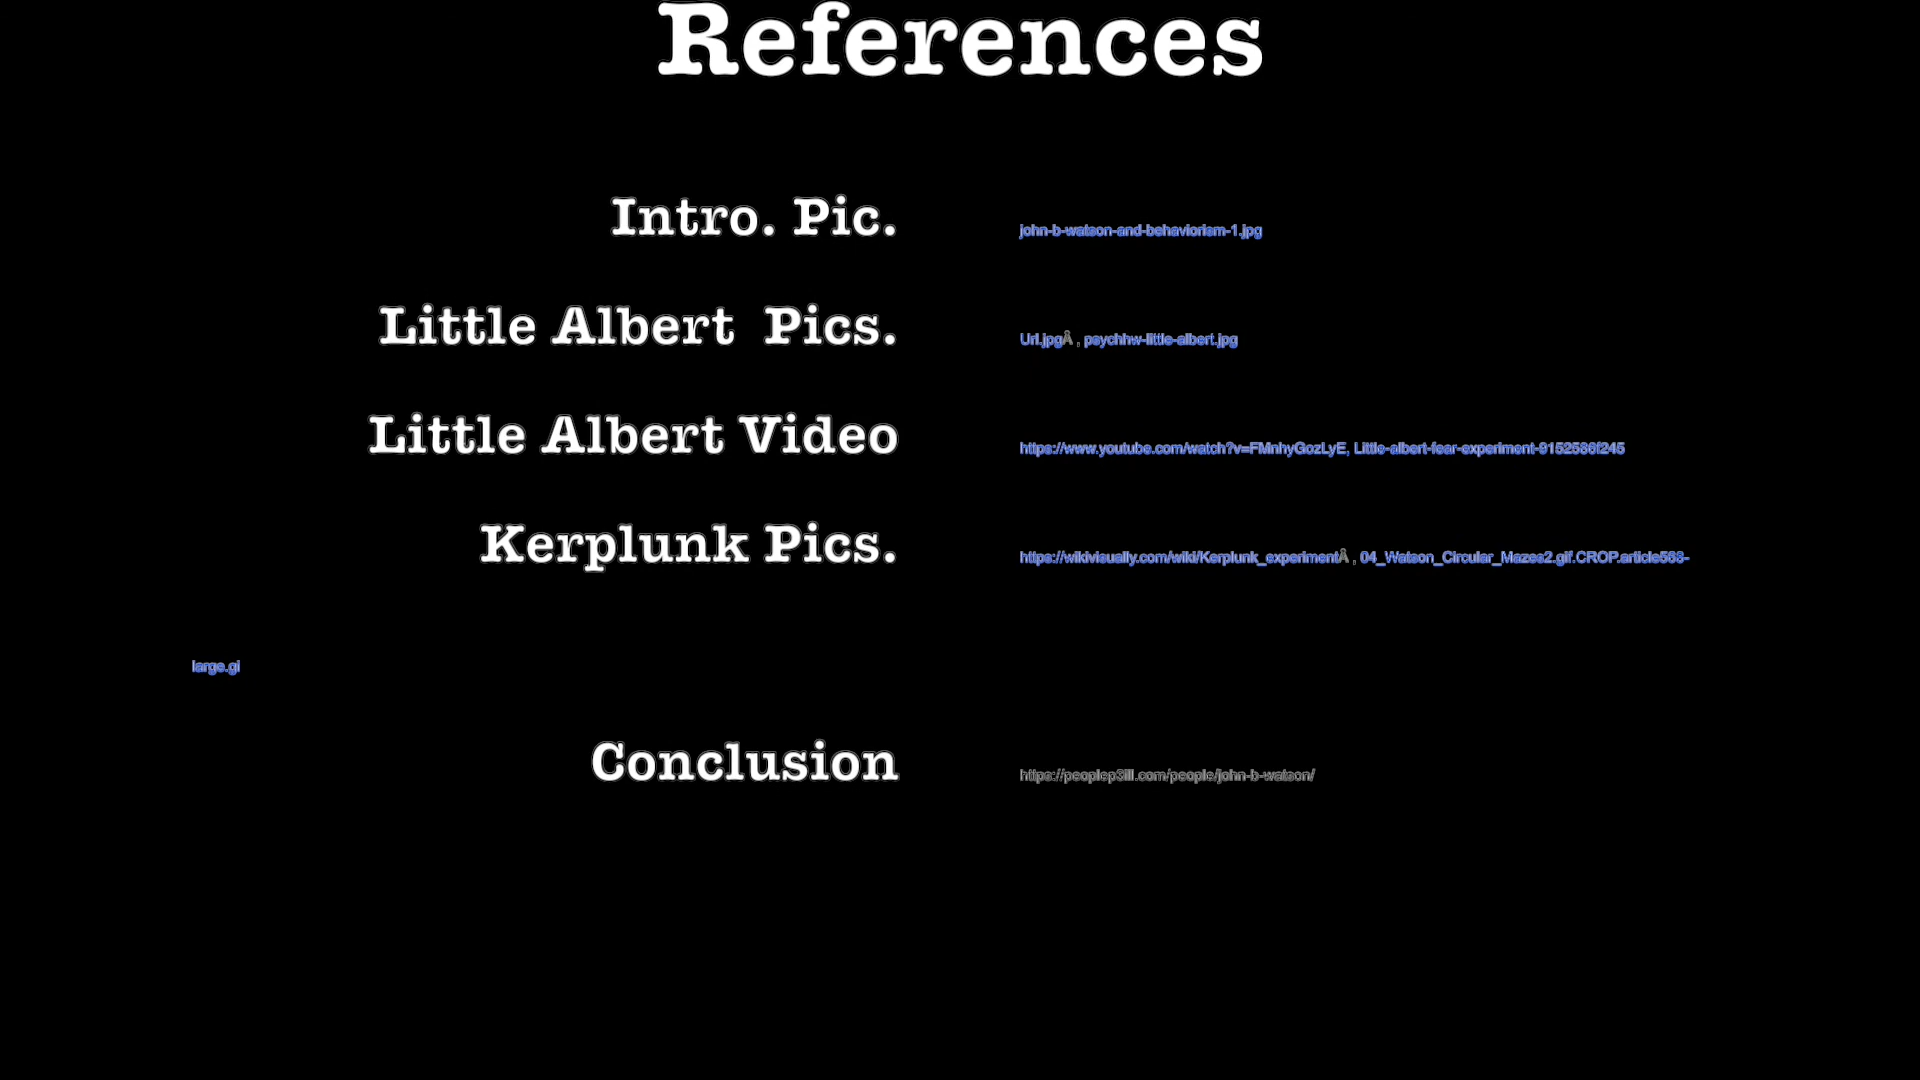 References
Intro. Pic. john-b-watson-and-behaviorism-1.jpg
Little Albert Pics. Url.jpgÂ , psychhw-little-albert.jpg
Little Albert Video https://www.youtube.com/watch?v=FMnhyGozLyE, Little-albert-fear-experiment-9152586f245
Kerplunk Pics. https://wikivisually.com/wiki/Kerplunk_experimentÂ , 04_Watson_Circular_Mazes2.gif.CROP.article568-
large.gi
Conclusion https://peoplep3ill.com/people/john-b-watson/